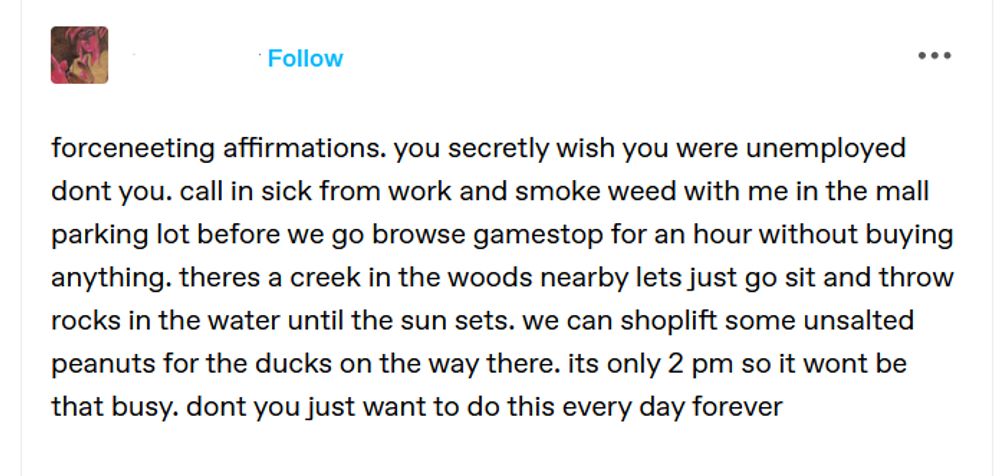 Follow
forceneeting affirmations. you secretly wish you were unemployed
dont you. call in sick from work and smoke weed with me in the mall
parking lot before we go browse gamestop for an hour without buying
anything. theres a creek in the woods nearby lets just go sit and throw
rocks in the water until the sun sets. we can shoplift some unsalted
peanuts for the ducks on the way there. its only 2 pm so it wont be
that busy. dont you just want to do this every day forever